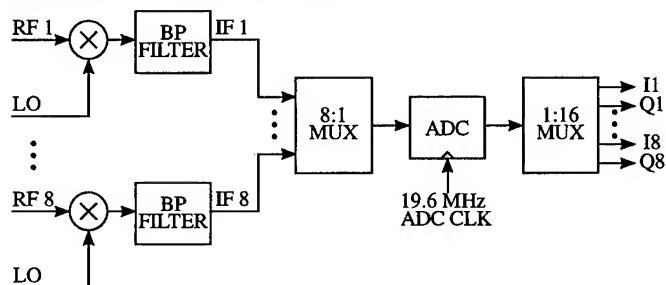 RF 1
BP
FILTER
IF 1
LO
8:1
MUX
ADC
1:16
MUX
I1
Q1
I8
Q8
RF 8
BP
FILTER
IF 8
19.6 MHz
ADC CLK
LO